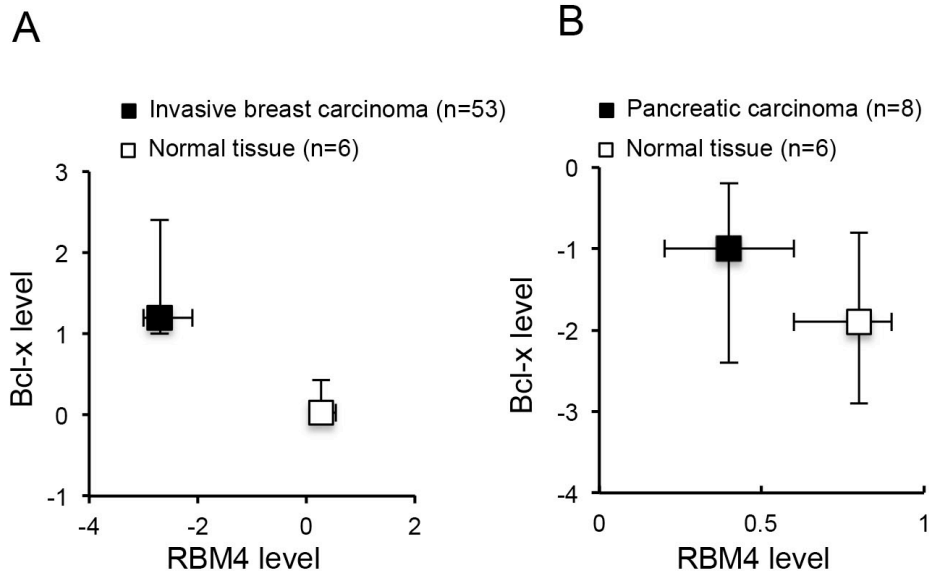 A
Invasive breast carcinoma (n=53)
Normal tissue (n=6)
3
2
1
0
-1
-4
-2
0
2
Bcl-x level
RBM4 level
B
Pancreatic carcinoma (n=8)
Normal tissue (n=6)
0
-1
-2
-3
-4
0
0.5
1
Bcl-x level
RBM4 level